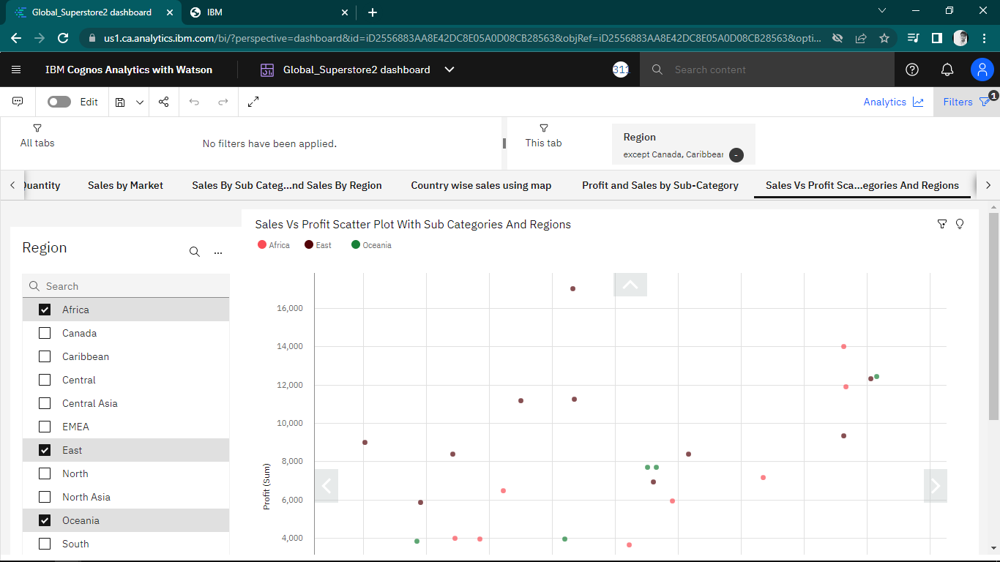 Global_Superstore2 dashboard
IBM
us1.ca.analytics.ibm.com/bi/?perspective=dashboard&id=iD2556883AA8E42DC8E05A0D08CB28563&objRef=iD2556883AA8E42DC8E05A0D08CB28563&opti...
IBM Cognos Analytics with Watson
Global_Superstore2 dashboard
311
Search content
Edit
Analytics
Filters
1
All tabs
No filters have been applied.
This tab
Region
except Canada, Caribbean
Quantity
Sales by Market
Sales By Sub Categ...nd Sales By Region
Country wise sales using map
Profit and Sales by Sub-Category
Sales Vs Profit Sca...egories And Regions
Sales Vs Profit Scatter Plot With Sub Categories And Regions
Africa
East
Oceania
Region
Search
Africa
Canada
Caribbean
Central
Central Asia
EMEA
East
North
North Asia
Oceania
South
Profit (Sum)
16,000
14,000
12,000
10,000
8,000
6,000
4,000